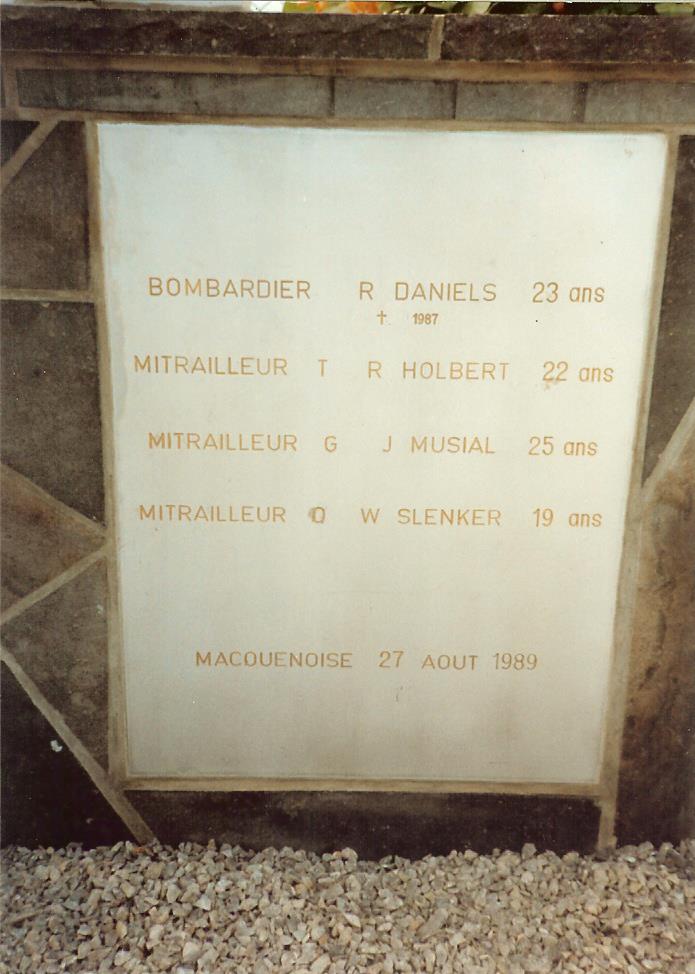 BOMBARDIER R DANIELS 23 ans
† 1987
MITRAILLEUR T R HOLBERT 22 ans
MITRAILLEUR G J MUSIAL 25 ans
MITRAILLEUR Q W SLENKER 19 ans
MACQUENOISE 27 AOUT 1989